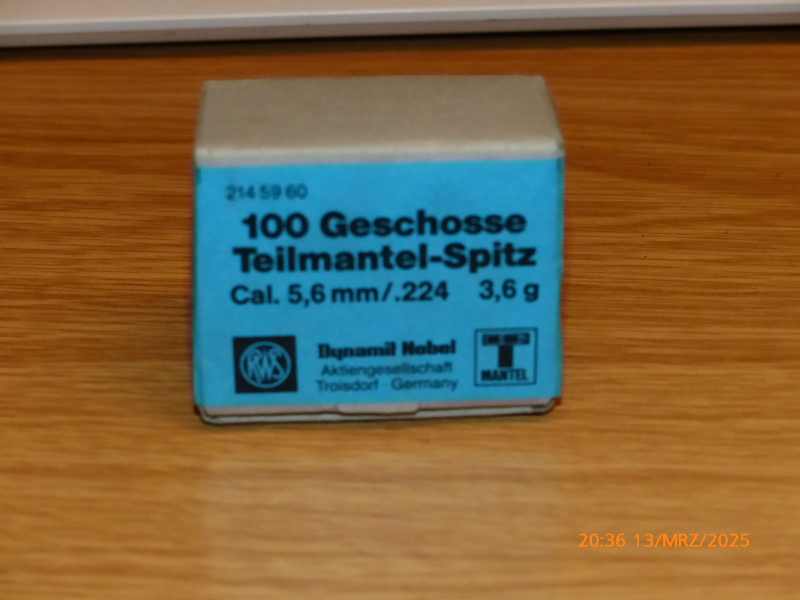 214 59 60
100 Geschosse
Teilmantel-Spitz
Cal. 5,6 mm/.224 3,6 g
RWS
Dynamit Nobel
Aktiengesellschaft
Troisdorf · Germany
T
MANTEL
20:36 13/MRZ/2025